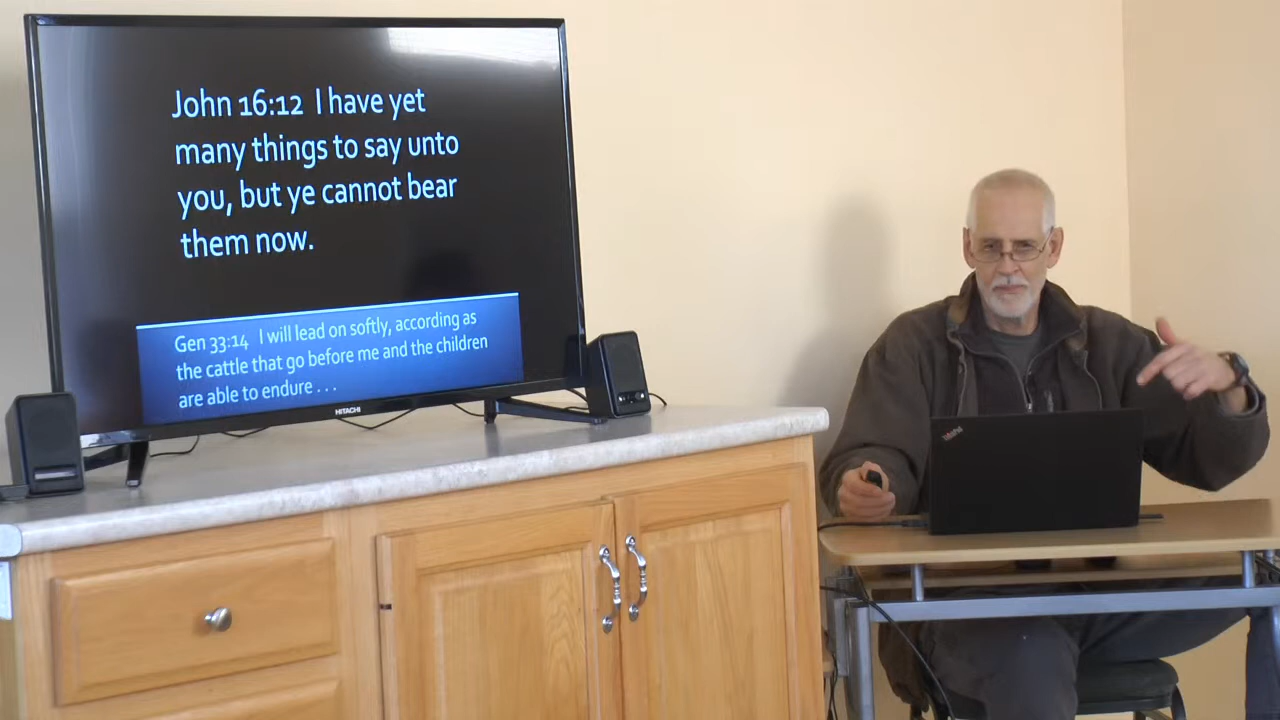 John 16:12 I have yet
many things to say unto
you, but ye cannot bear
them now.
Gen 33:14 I will lead on softly, according as
the cattle that go before me and the children
are able to endure . . .
HITACHI